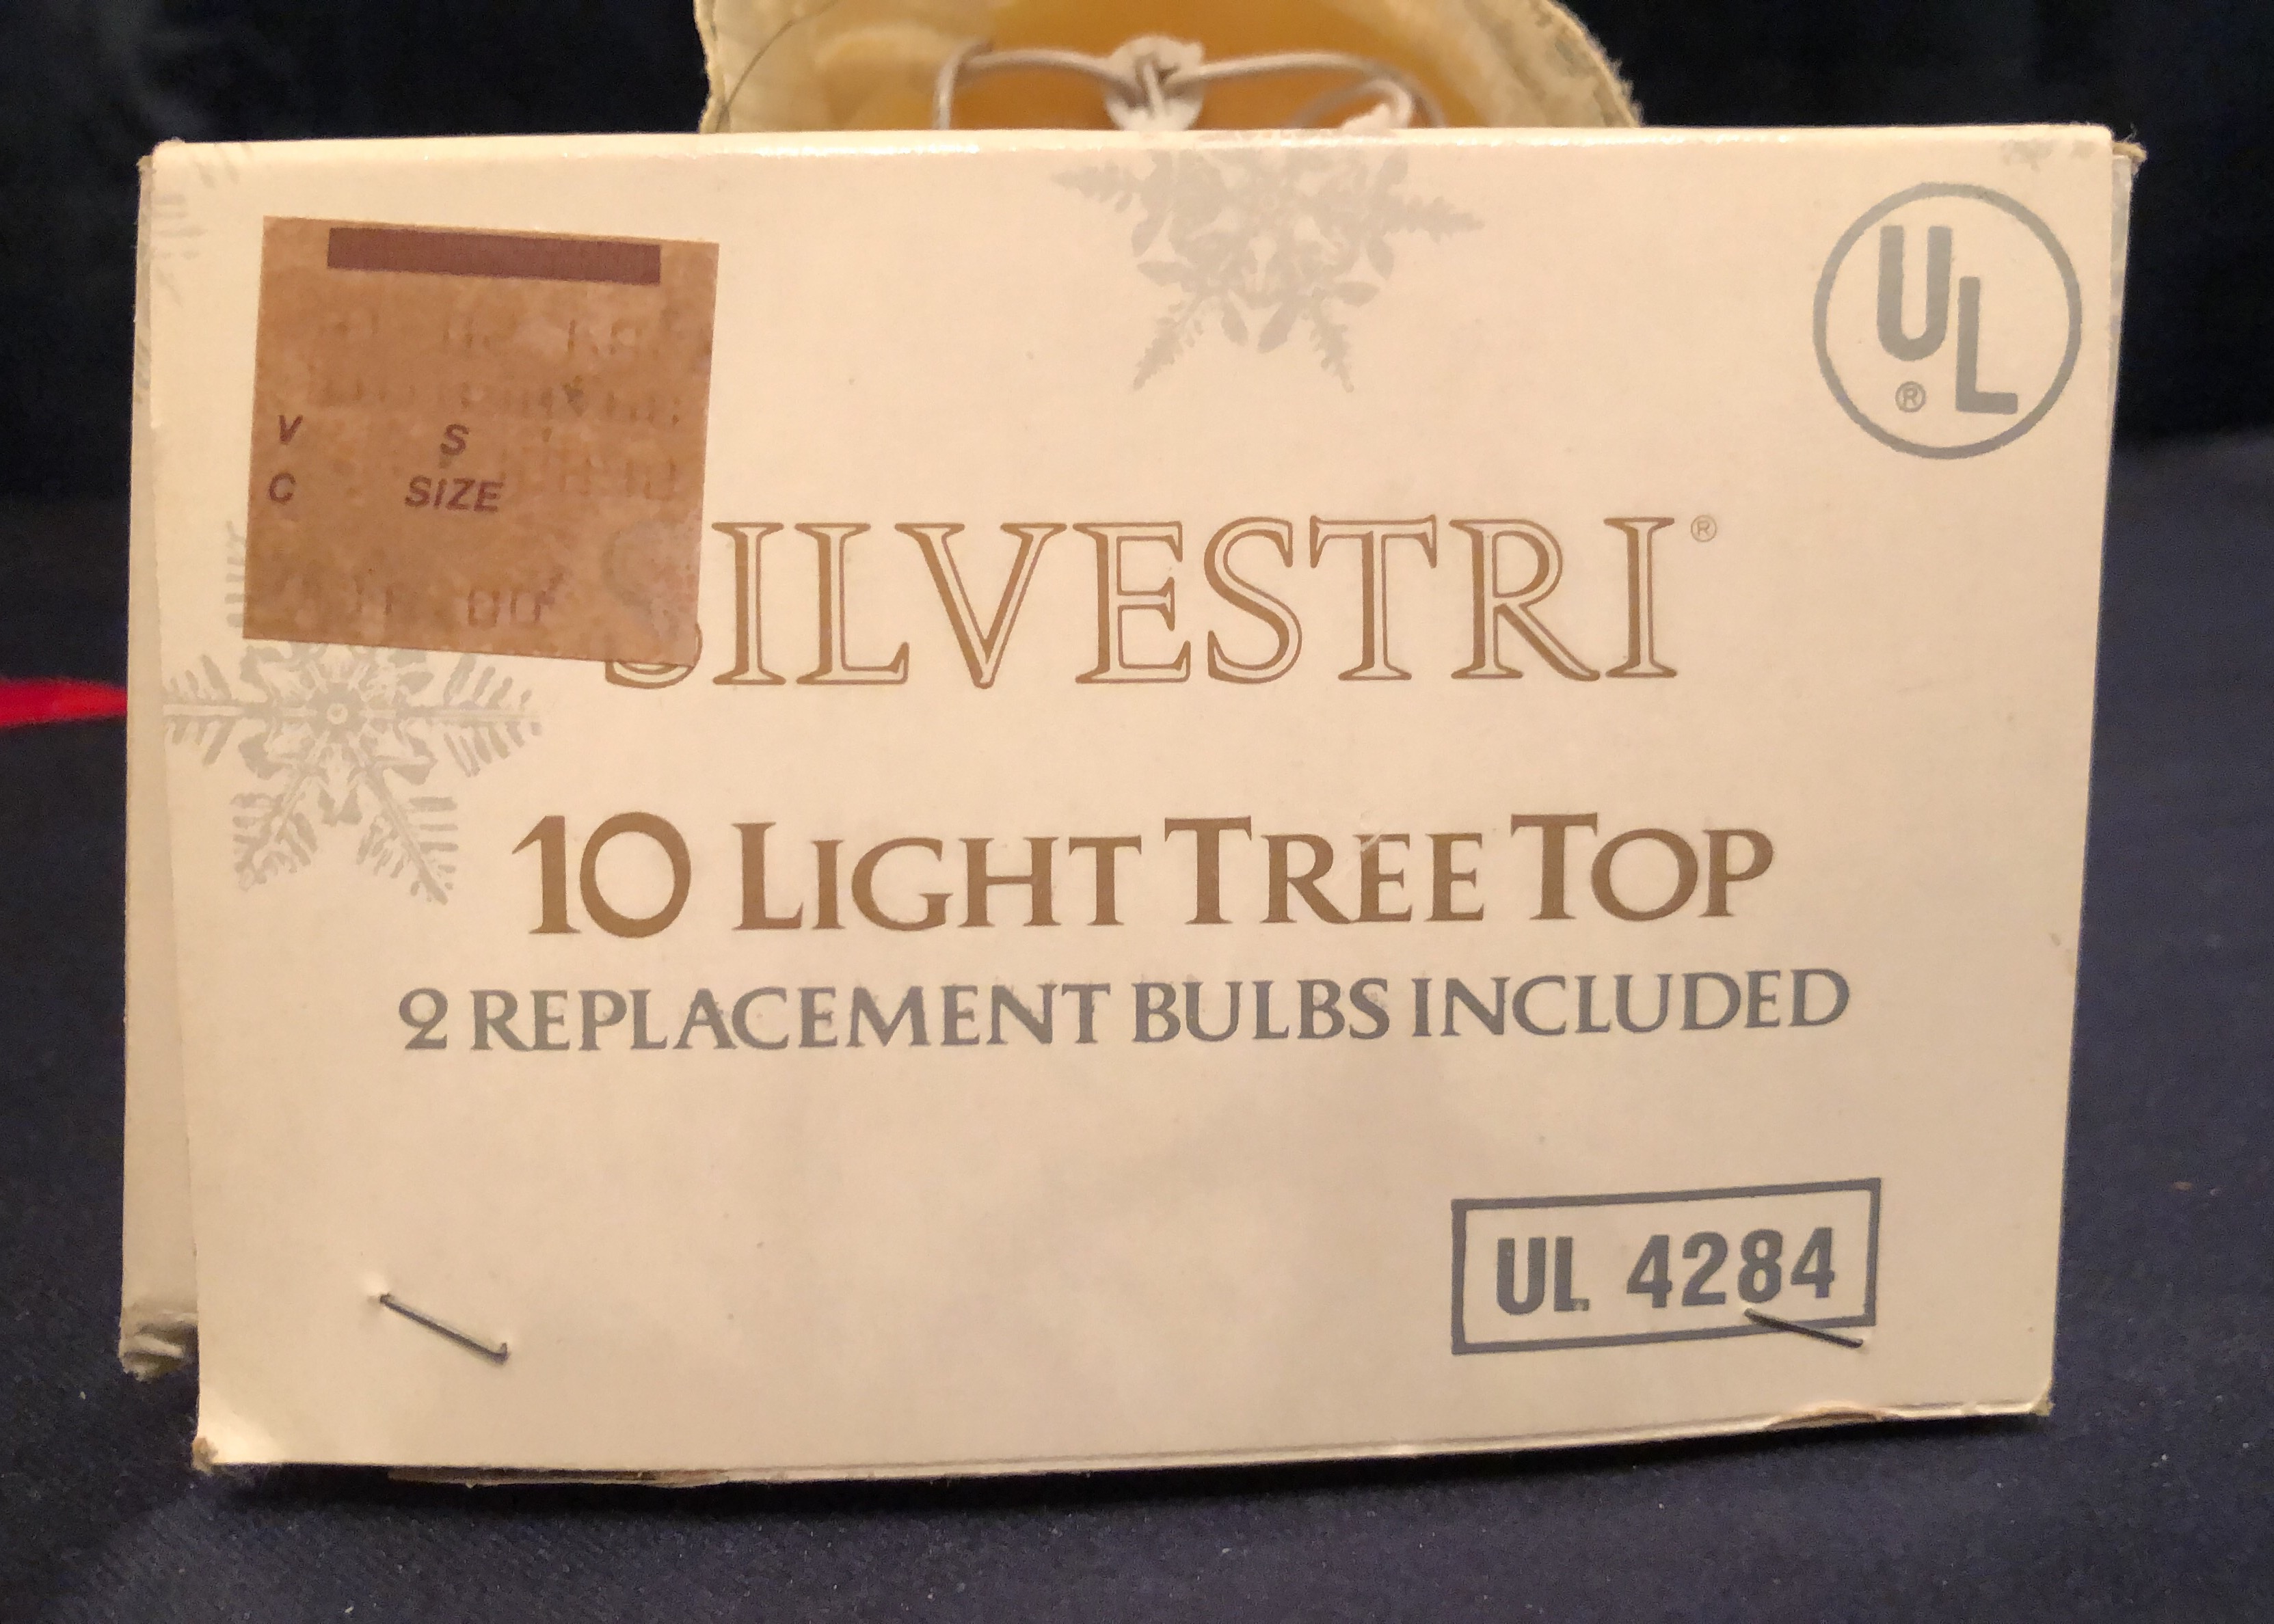 UL
®
V S
C SIZE
SILVESTRI®
10 LIGHT TREE TOP
2 REPLACEMENT BULBS INCLUDED
UL 4284